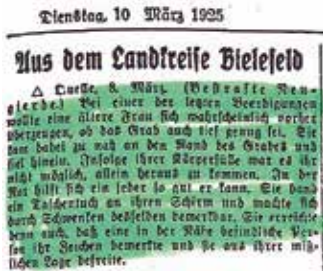 Dienstag, 10 März 1925
Aus dem Landkreise Bielefeld
△ Quelle, 8. März. (Bestrafte Neu-
gierde.) Bei einer der letzten Beerdigungen
wollte eine ältere Frau sich wahrscheinlich vorher
überzeugen, ob das Grab auch tief genug sei. Sie
kam dabei zu nah an den Rand des Grabes und
fiel hinein. Infolge ihrer Körperfülle war es ihr
nicht möglich, allein heraus zu kommen. In der
Not hilft sich ein jeder so gut er kann. Sie band
ein Taschentuch an ihren Schirm und machte sich
durch Schwenken desselben bemerkbar. Sie erreichte
denn auch, daß eine in der Nähe befindliche Per-
son ihr Zeichen bemerkte und sie aus ihrer miß-
lichen Lage befreite.